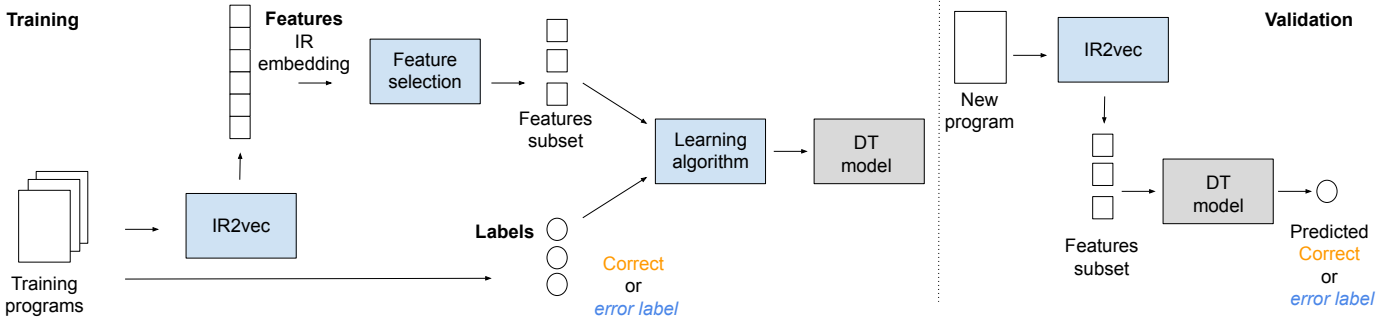 Training
Features
IR
embedding
Feature
selection
Features
subset
Learning
algorithm
DT
model
IR2vec
Training
programs
Labels
Correct
or
error label
Validation
New
program
IR2vec
Features
subset
DT
model
Predicted
Correct
or
error label